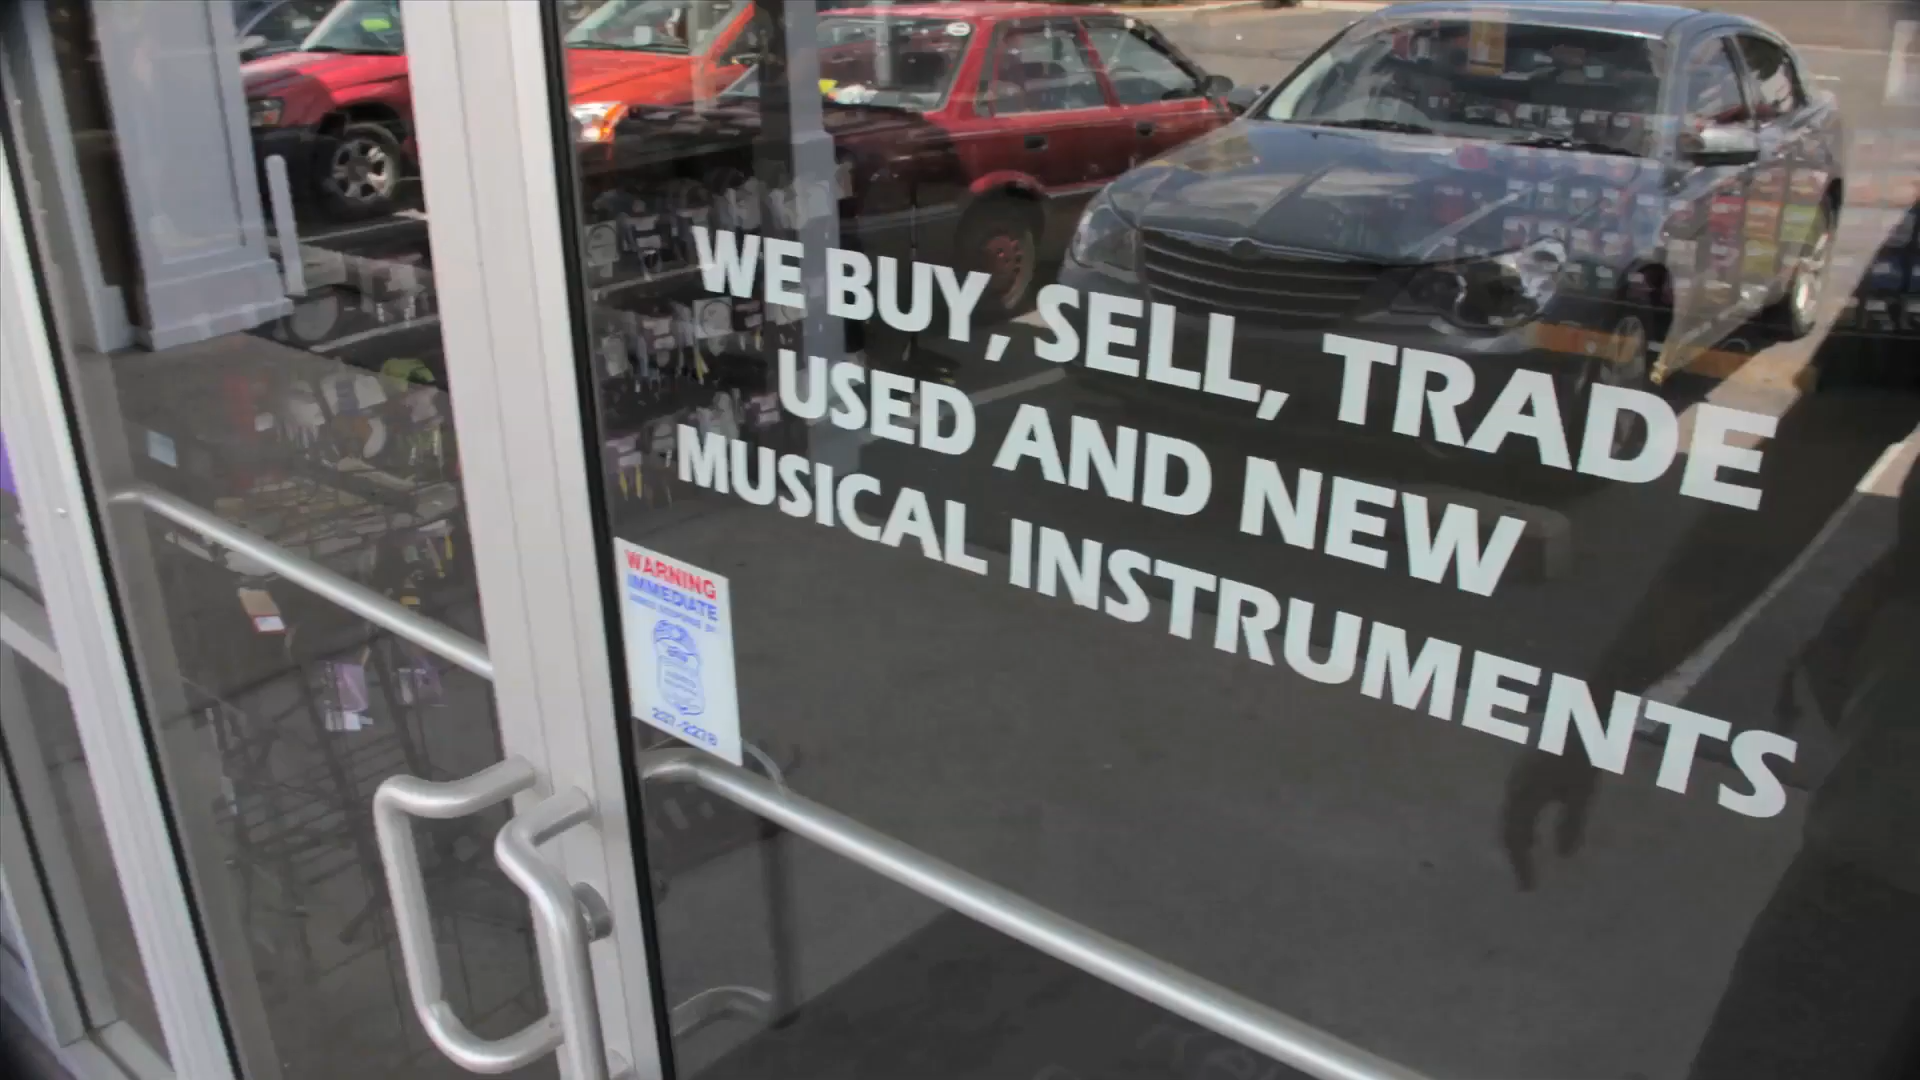 WE BUY, SELL, TRADE
USED AND NEW
MUSICAL INSTRUMENTS
WARNING
IMMEDIATE